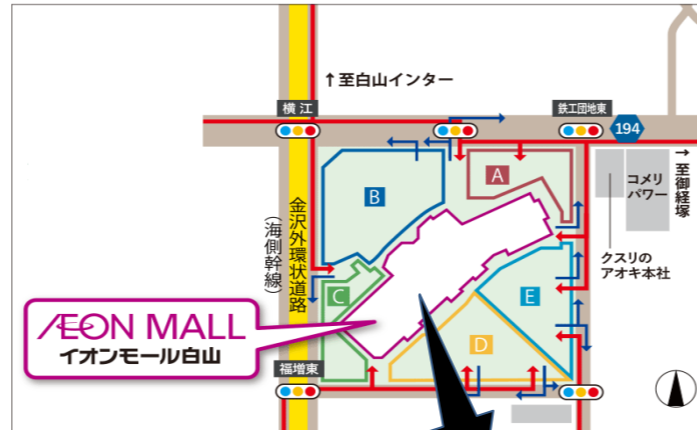 ↑至白山インター
横江
鉄工団地東
194
→至御経塚
A
B
コメリ
パワー
クスリの
アオキ本社
金沢外環状道路
(海側幹線)
C
E
D
ÆON MALL
イオンモール白山
福増東